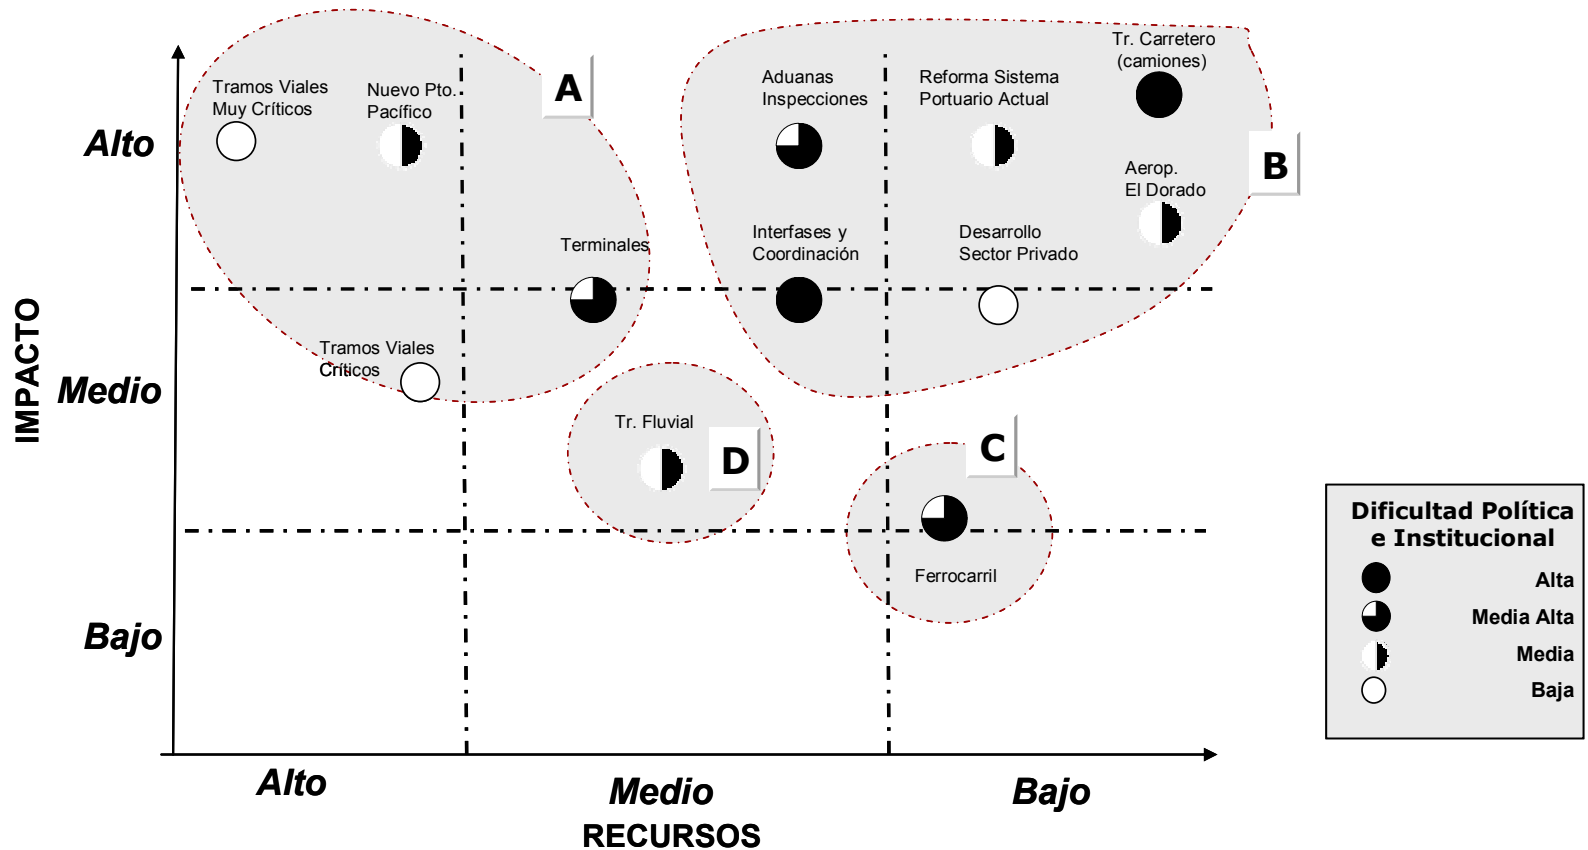 IMPACTO
Alto
Medio
Bajo
Tramos Viales
Muy Críticos
Nuevo Pto.
Pacífico
A
Terminales
Tramos Viales
Críticos
Aduanas
Inspecciones
Reforma Sistema
Portuario Actual
Tr. Carretero
(camiones)
B
Aerop.
El Dorado
Interfases y
Coordinación
Desarrollo
Sector Privado
Tr. Fluvial
D
C
Ferrocarril
Alto
Medio
Bajo
RECURSOS
Dificultad Política
e Institucional
Alta
Media Alta
Media
Baja